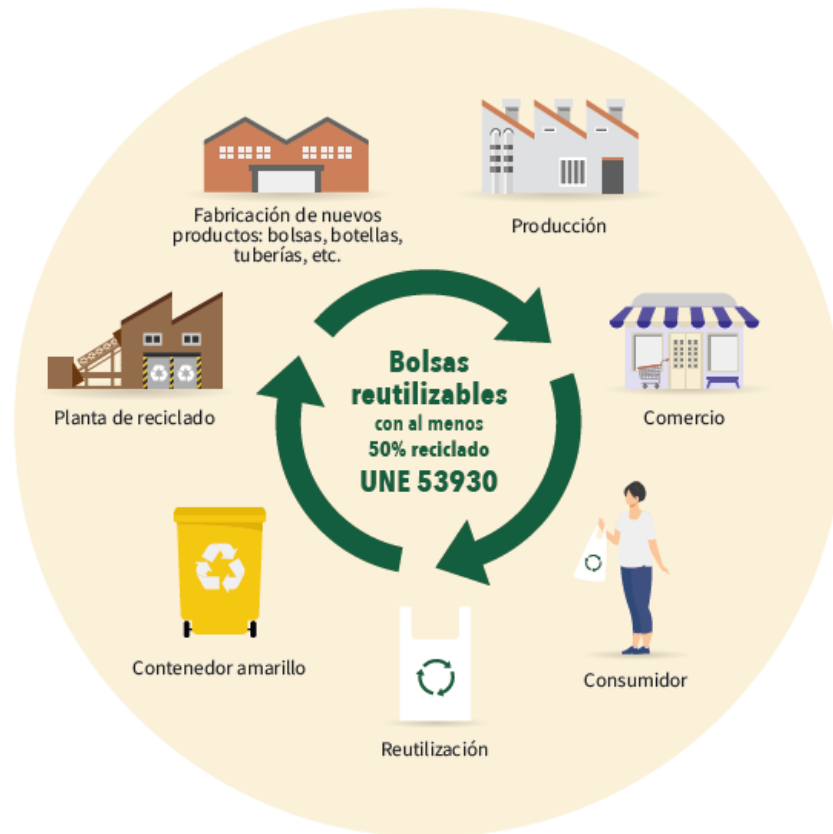 Fabricación de nuevos
productos: bolsas, botellas,
tuberías, etc.
Producción
Planta de reciclado
Bolsas
reutilizables
con al menos
50% reciclado
UNE 53930
Comercio
Contenedor amarillo
Consumidor
Reutilización